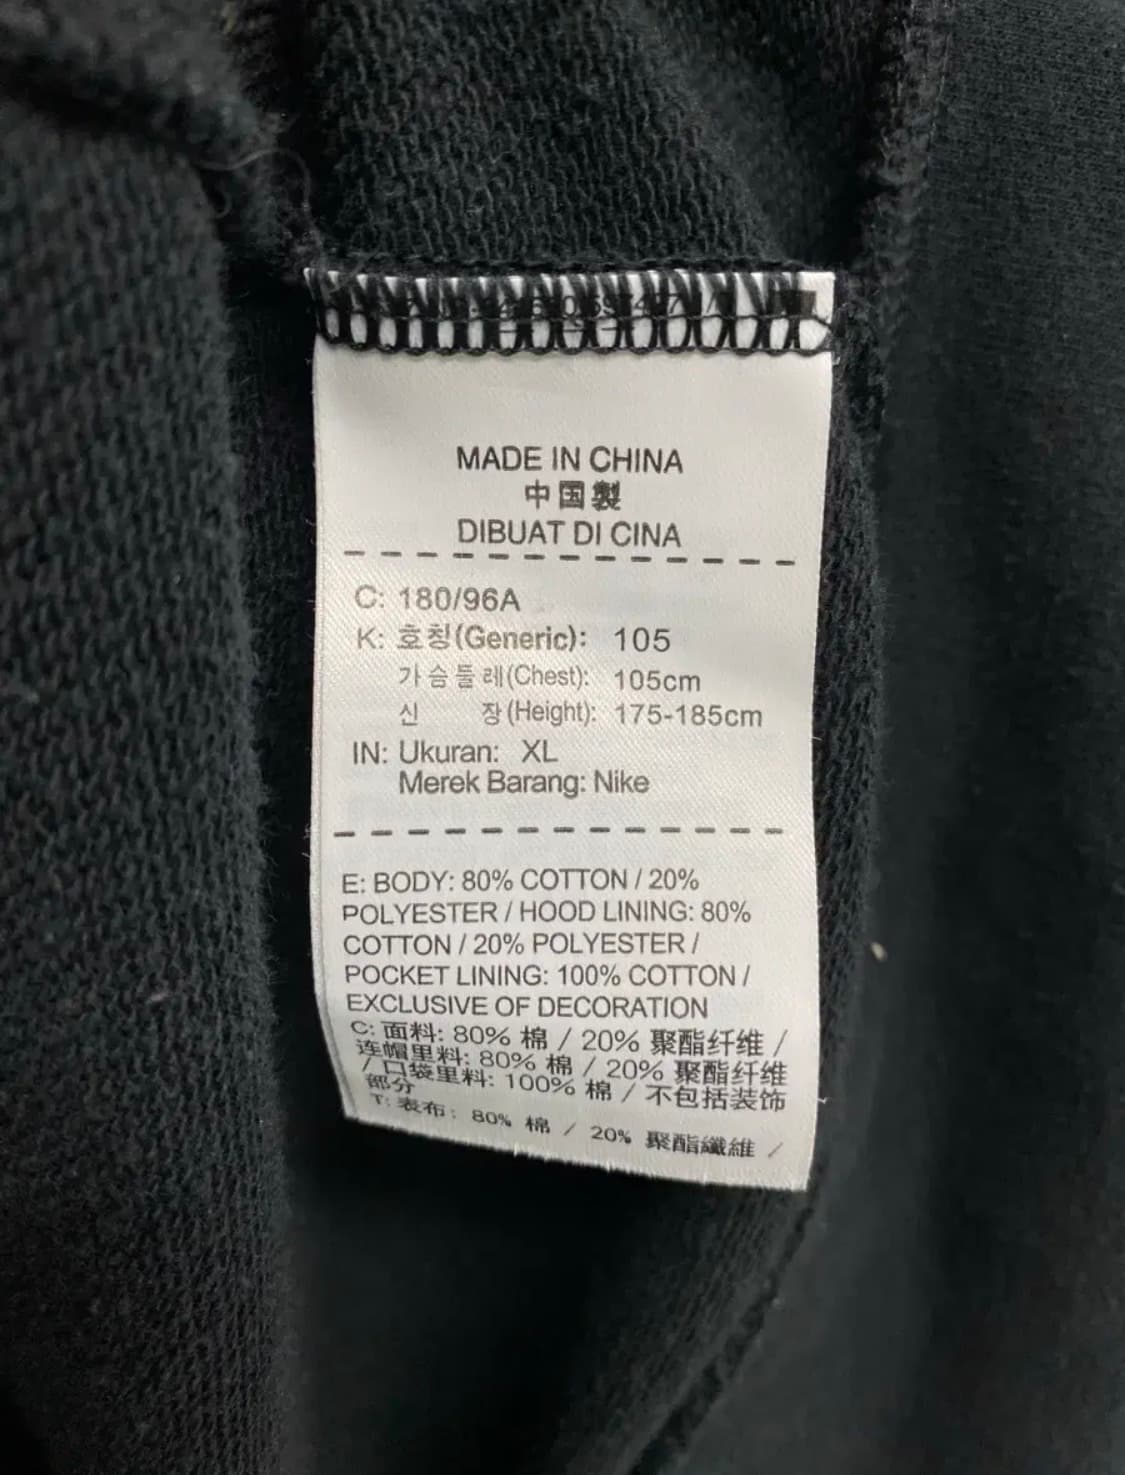 MADE IN CHINA
中国製
DIBUAT DI CINA
C: 180/96A
K: 호칭(Generic): 105
가슴둘레(Chest): 105cm
신 장(Height): 175-185cm
IN: Ukuran: XL
Merek Barang: Nike
E: BODY: 80% COTTON / 20%
POLYESTER / HOOD LINING: 80%
COTTON / 20% POLYESTER /
POCKET LINING: 100% COTTON /
EXCLUSIVE OF DECORATION
C: 面料: 80% 棉 / 20% 聚酯纤维 /
连帽里料: 80% 棉 / 20% 聚酯纤维
/ 口袋里料: 100% 棉 / 不包括装饰
部分
T: 表布: 80% 棉 / 20% 聚酯纖維 /